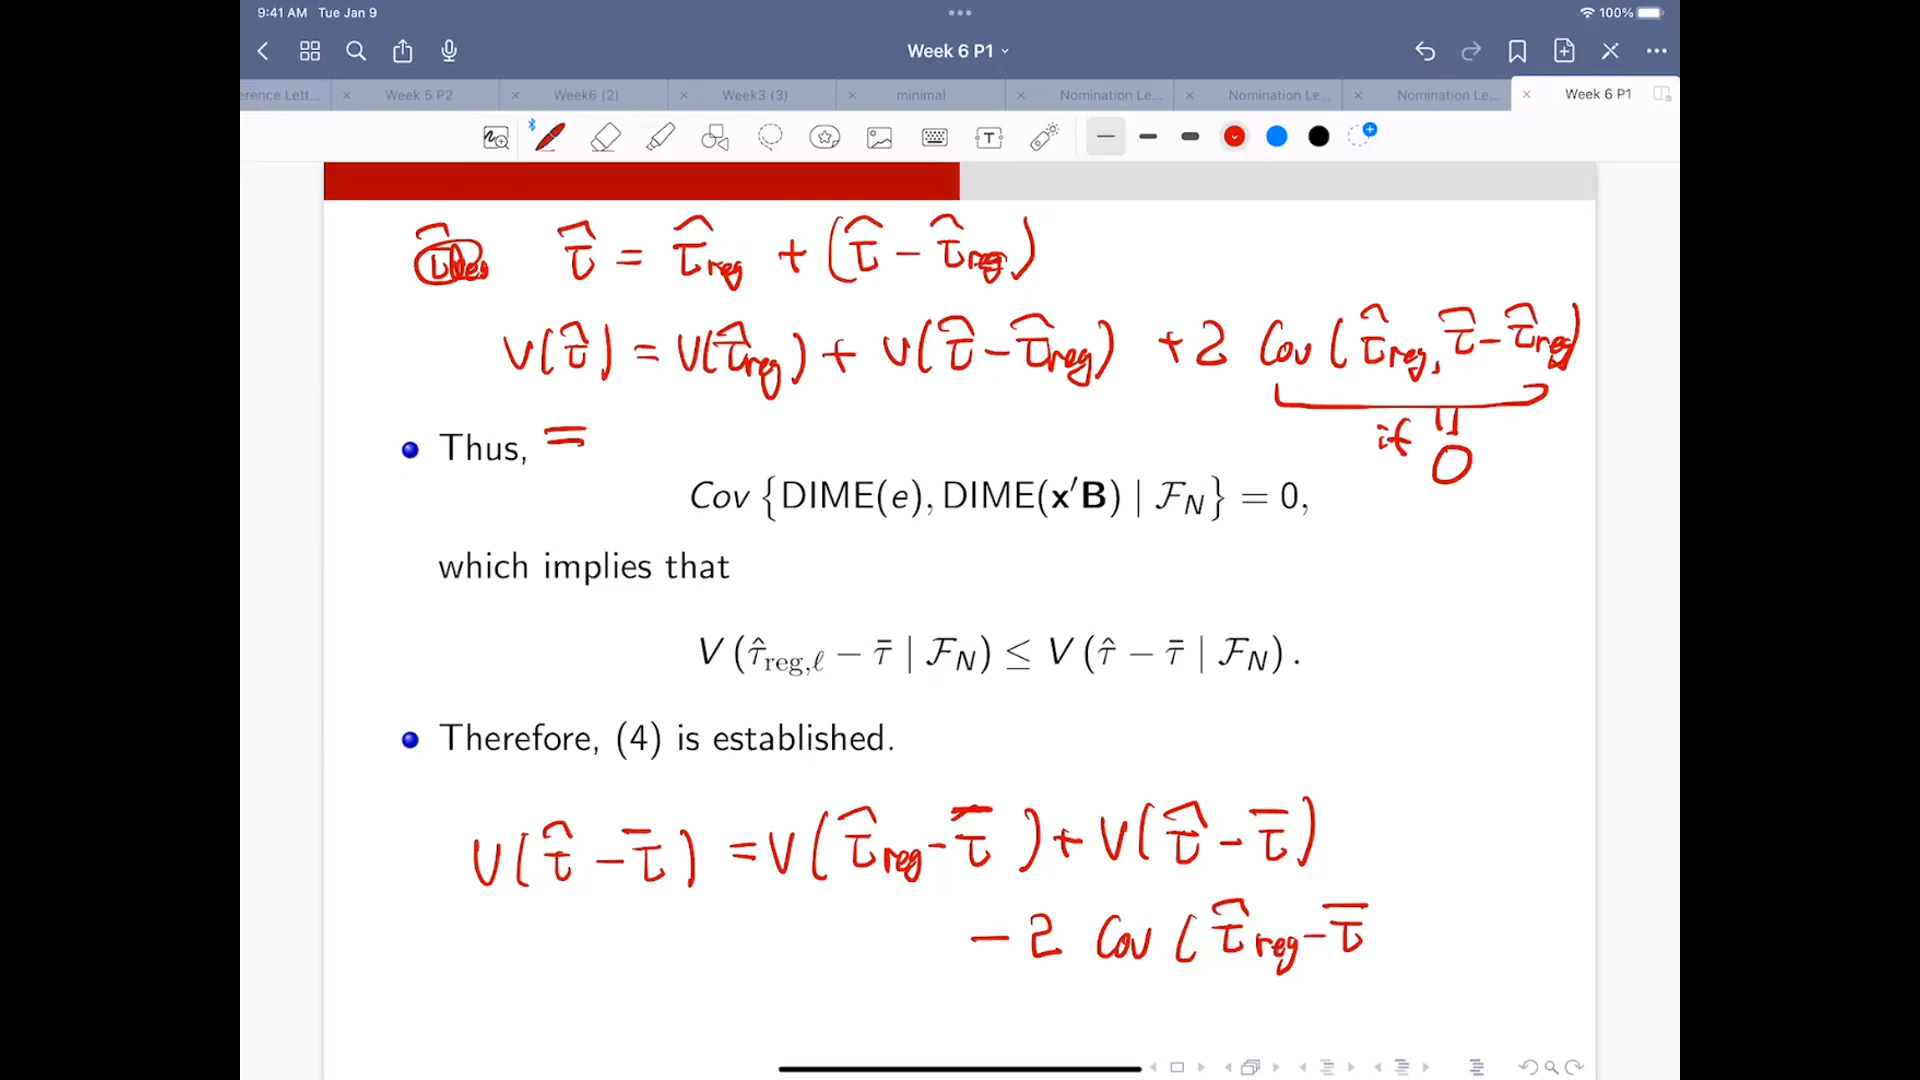 9:41 AM Tue Jan 9
100%
Week 6 P1
erence Lett...
Week 5 P2
Week6 (2)
Week3 (3)
minimal
Nomination Le...
Nomination Le...
Nomination Le...
Week 6 P1
τ̂ = τ̂reg + (τ̂ − τ̂reg)
V(τ̂) = V(τ̂reg) + V(τ̂ − τ̂reg) + 2 Cov(τ̂reg, τ̂ − τ̂reg)
if 0
Thus, =
Cov {DIME(e), DIME(x′B) | ℱN} = 0,
which implies that
V (τ̂reg,ℓ − τ̄ | ℱN) ≤ V (τ̂ − τ̄ | ℱN) .
Therefore, (4) is established.
V(τ̂ − τ̄) = V(τ̂reg − τ̄) + V(τ̂ − τ̄)
− 2 Cov(τ̂reg − τ̄